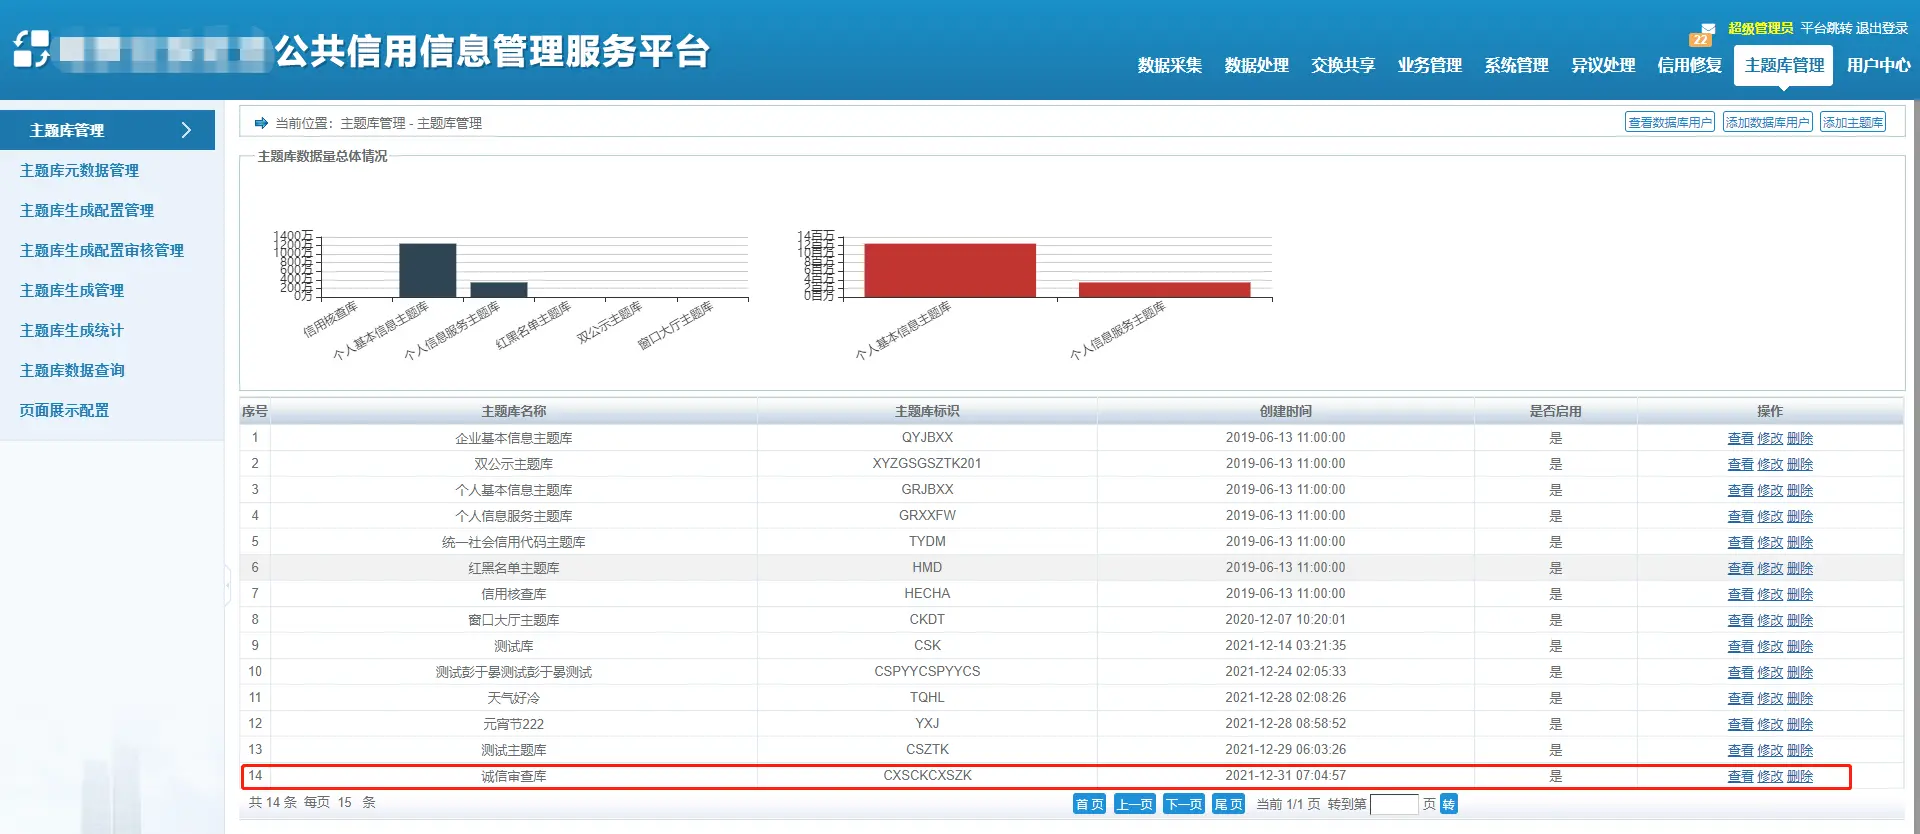 公共信用信息管理服务平台
22
超级管理员 平台跳转 退出登录
数据采集 数据处理 交换共享 业务管理 系统管理 异议处理 信用修复 主题库管理 用户中心
主题库管理
主题库元数据管理
主题库生成配置管理
主题库生成配置审核管理
主题库生成管理
主题库生成统计
主题库数据查询
页面展示配置
当前位置：主题库管理 - 主题库管理
查看数据库用户 添加数据库用户 添加主题库
主题库数据量总体情况
1400万
1200万
1000万
800万
600万
400万
200万
0万
信用核查库
个人基本信息主题库
个人信息服务主题库
红黑名单主题库
双公示主题库
窗口大厅主题库
14百万
12百万
10百万
8百万
6百万
4百万
2百万
0百万
个人基本信息主题库
个人信息服务主题库
序号 主题库名称 主题库标识 创建时间 是否启用 操作
1 企业基本信息主题库 QYJBXX 2019-06-13 11:00:00 是 查看 修改 删除
2 双公示主题库 XYZGSGSZTK201 2019-06-13 11:00:00 是 查看 修改 删除
3 个人基本信息主题库 GRJBXX 2019-06-13 11:00:00 是 查看 修改 删除
4 个人信息服务主题库 GRXXFW 2019-06-13 11:00:00 是 查看 修改 删除
5 统一社会信用代码主题库 TYDM 2019-06-13 11:00:00 是 查看 修改 删除
6 红黑名单主题库 HMD 2019-06-13 11:00:00 是 查看 修改 删除
7 信用核查库 HECHA 2019-06-13 11:00:00 是 查看 修改 删除
8 窗口大厅主题库 CKDT 2020-12-07 10:20:01 是 查看 修改 删除
9 测试库 CSK 2021-12-14 03:21:35 是 查看 修改 删除
10 测试彭于晏测试彭于晏测试 CSPYYCSPYYCS 2021-12-24 02:05:33 是 查看 修改 删除
11 天气好冷 TQHL 2021-12-28 02:08:26 是 查看 修改 删除
12 元宵节222 YXJ 2021-12-28 08:58:52 是 查看 修改 删除
13 测试主题库 CSZTK 2021-12-29 06:03:26 是 查看 修改 删除
14 诚信审查库 CXSCKCXSZK 2021-12-31 07:04:57 是 查看 修改 删除
共 14 条 每页 15 条 首页 上一页 下一页 尾页 当前 1/1 页 转到第 页 转